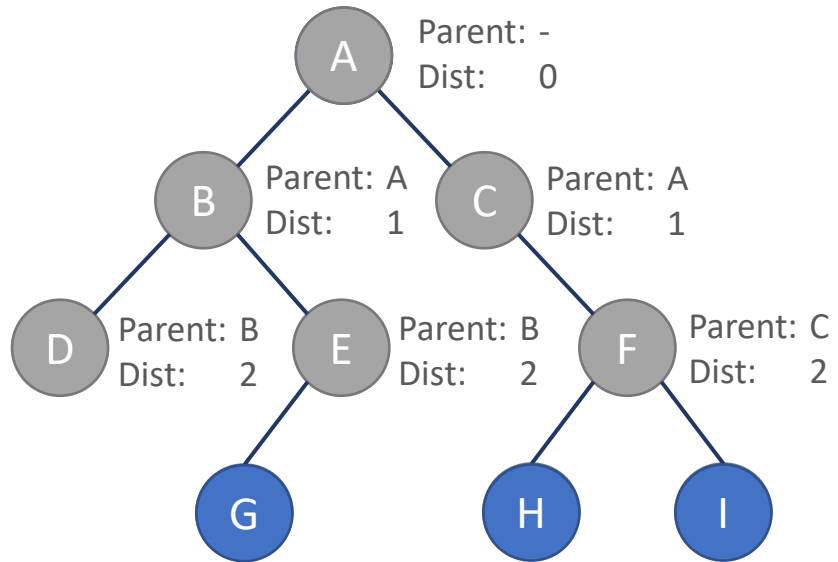 A
Parent: -
Dist: 0
B
Parent: A
Dist: 1
C
Parent: A
Dist: 1
D
Parent: B
Dist: 2
E
Parent: B
Dist: 2
F
Parent: C
Dist: 2
G
H
I